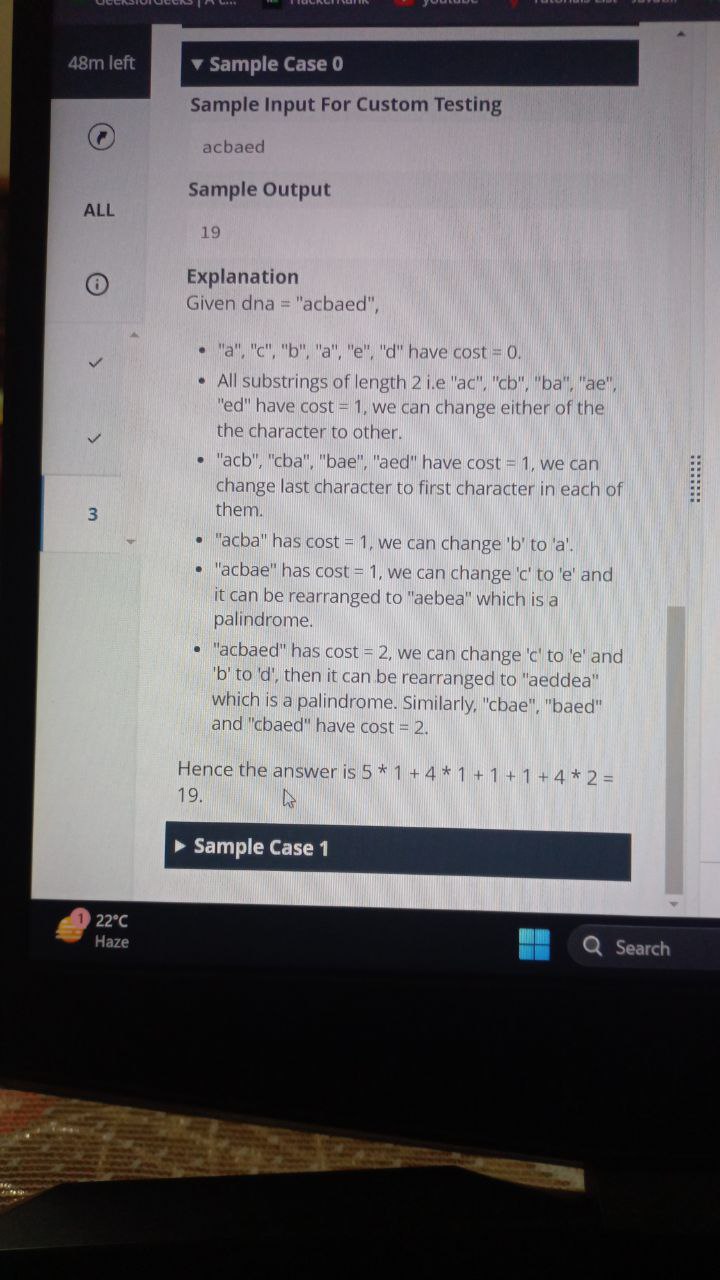 HackerRank
youtube
48m left
▼ Sample Case 0
Sample Input For Custom Testing
acbaed
ALL
Sample Output
19
Explanation
Given dna = "acbaed",
• "a", "c", "b", "a", "e", "d" have cost = 0.
• All substrings of length 2 i.e "ac", "cb", "ba", "ae",
"ed" have cost = 1, we can change either of the
the character to other.
• "acb", "cba", "bae", "aed" have cost = 1, we can
change last character to first character in each of
them.
3
• "acba" has cost = 1, we can change 'b' to 'a'.
• "acbae" has cost = 1, we can change 'c' to 'e' and
it can be rearranged to "aebea" which is a
palindrome.
• "acbaed" has cost = 2, we can change 'c' to 'e' and
'b' to 'd', then it can be rearranged to "aeddea"
which is a palindrome. Similarly, "cbae", "baed"
and "cbaed" have cost = 2.
Hence the answer is 5 * 1 + 4 * 1 + 1 + 1 + 4 * 2 =
19.
▶ Sample Case 1
1
22°C
Haze
Search